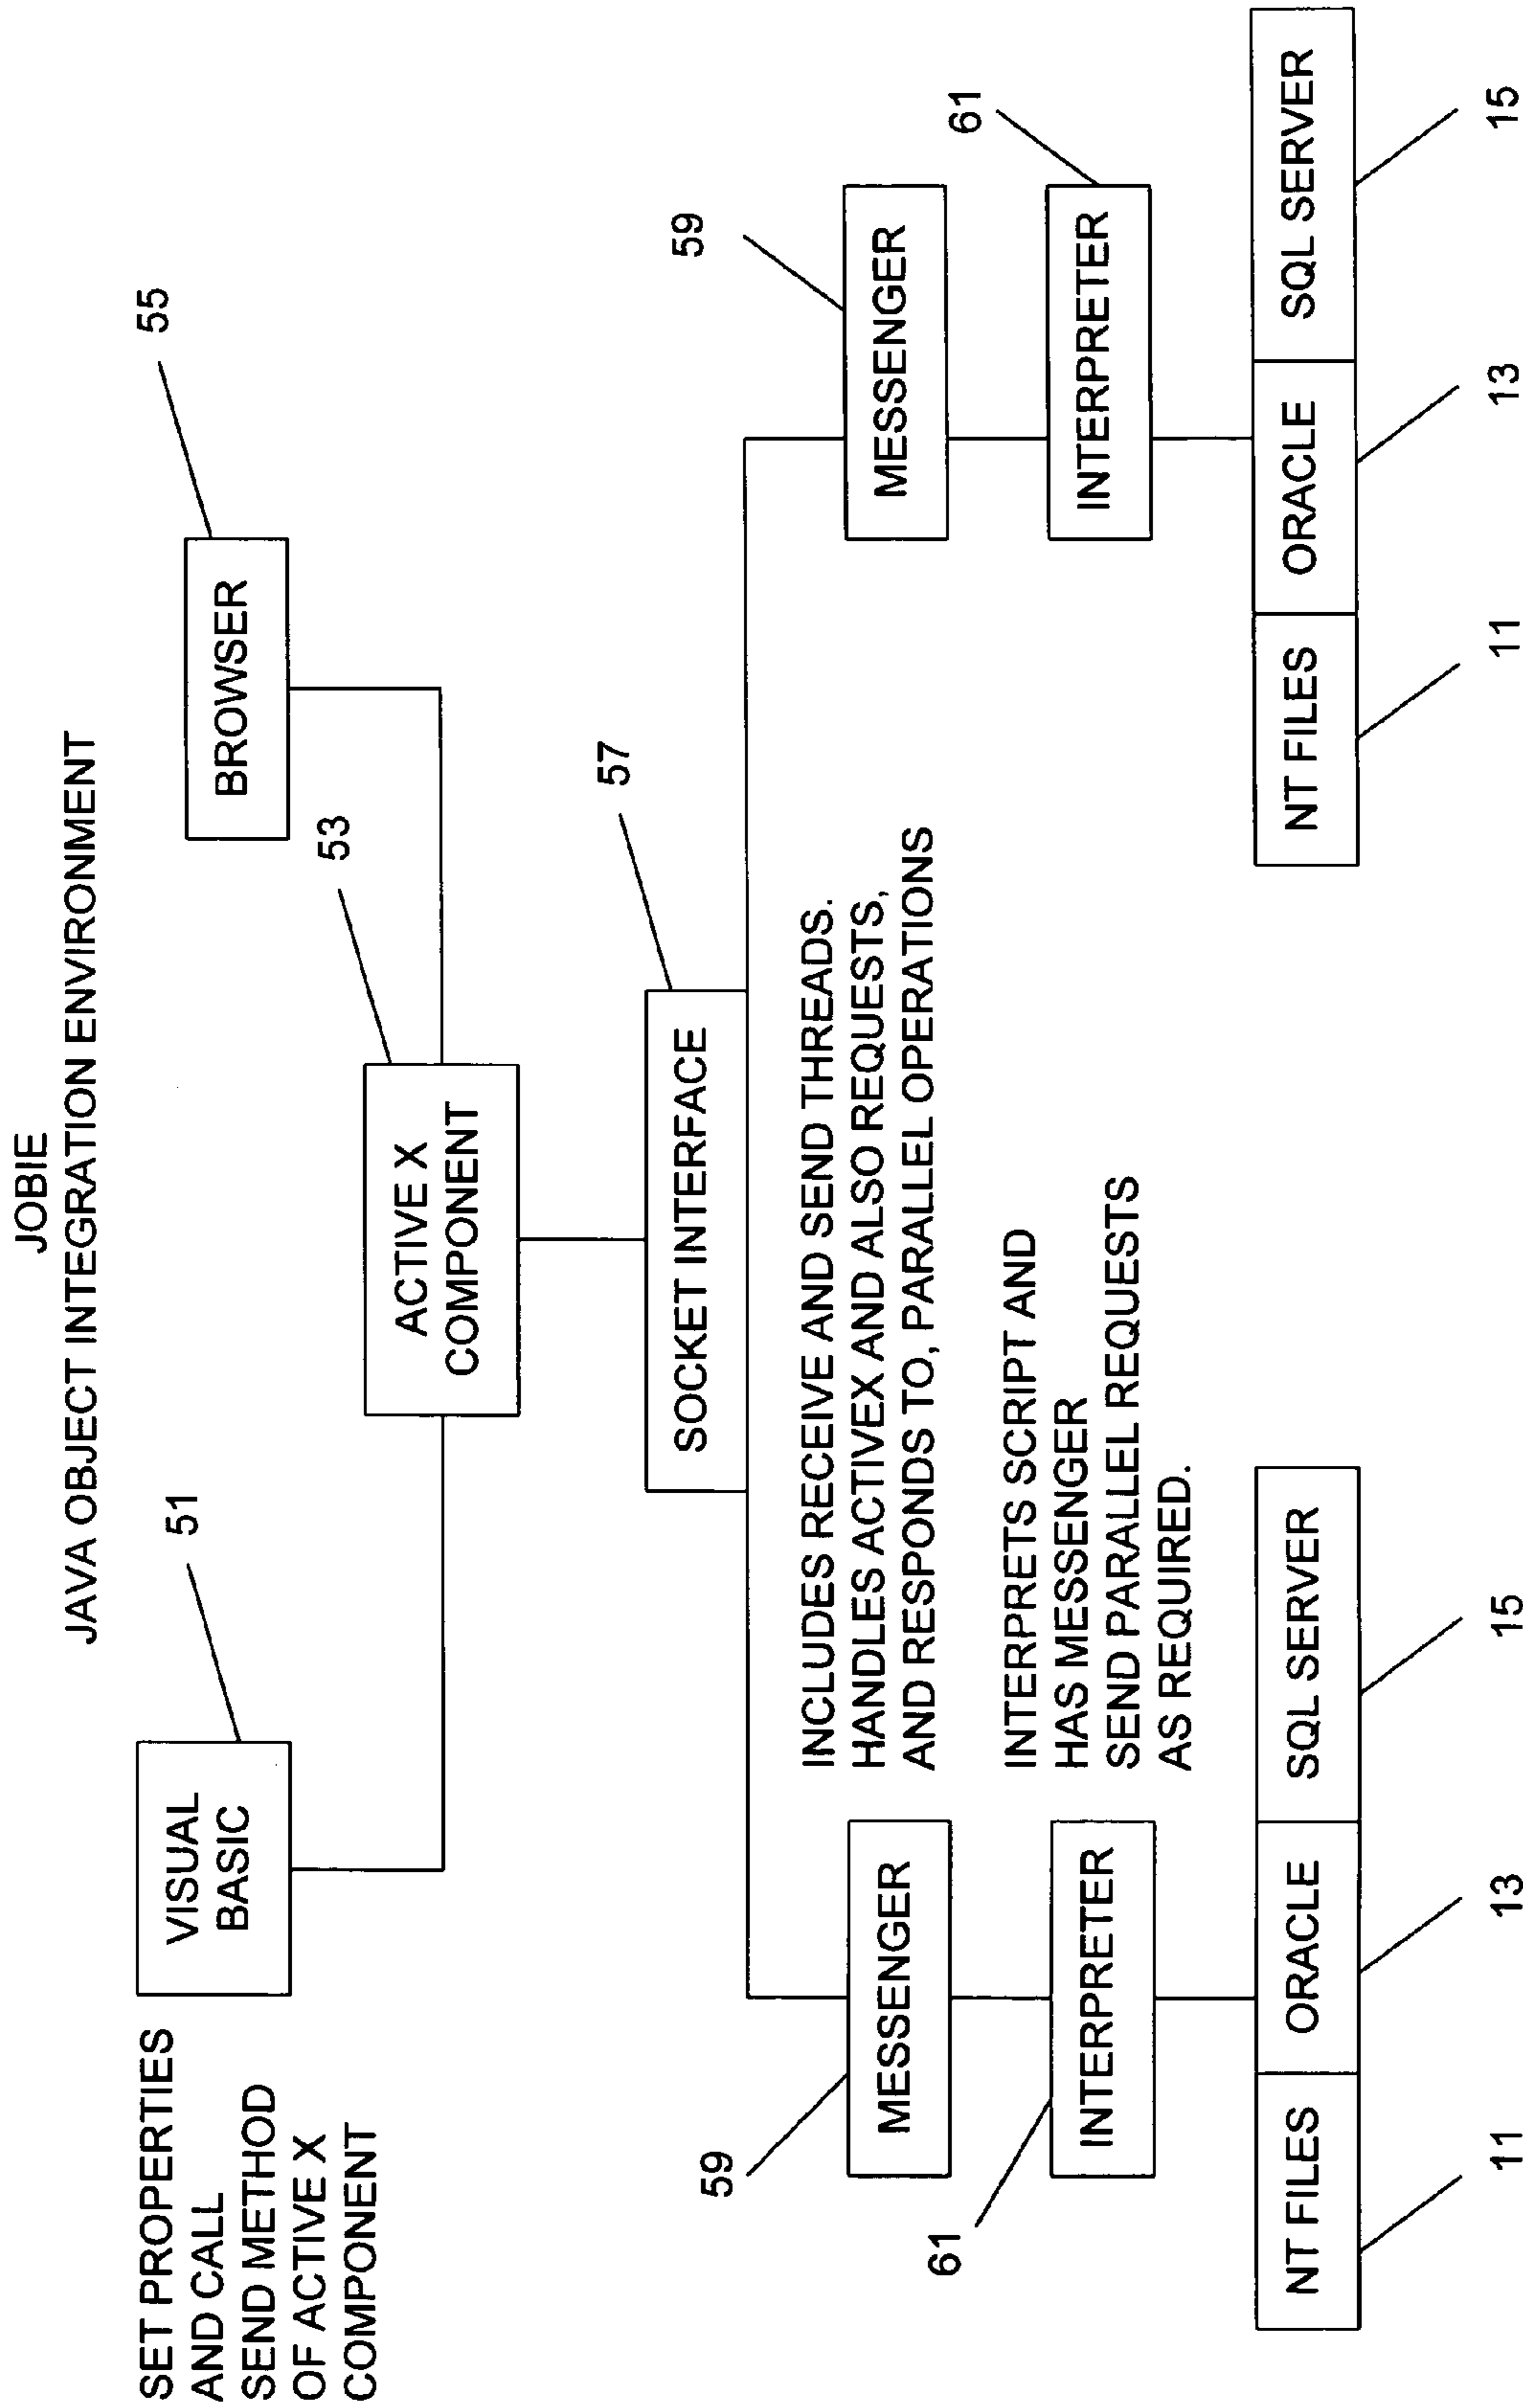 JOBIE
JAVA OBJECT INTEGRATION ENVIRONMENT
SET PROPERTIES
AND CALL
SEND METHOD
OF ACTIVE X
COMPONENT
VISUAL
BASIC
51
ACTIVE X
COMPONENT
53
BROWSER
55
SOCKET INTERFACE
57
INCLUDES RECEIVE AND SEND THREADS.
HANDLES ACTIVEX AND ALSO REQUESTS,
AND RESPONDS TO, PARALLEL OPERATIONS
INTERPRETS SCRIPT AND
HAS MESSENGER
SEND PARALLEL REQUESTS
AS REQUIRED.
59
MESSENGER
61
INTERPRETER
NT FILES
ORACLE
SQL SERVER
11
13
15
59
MESSENGER
61
INTERPRETER
NT FILES
ORACLE
SQL SERVER
11
13
15